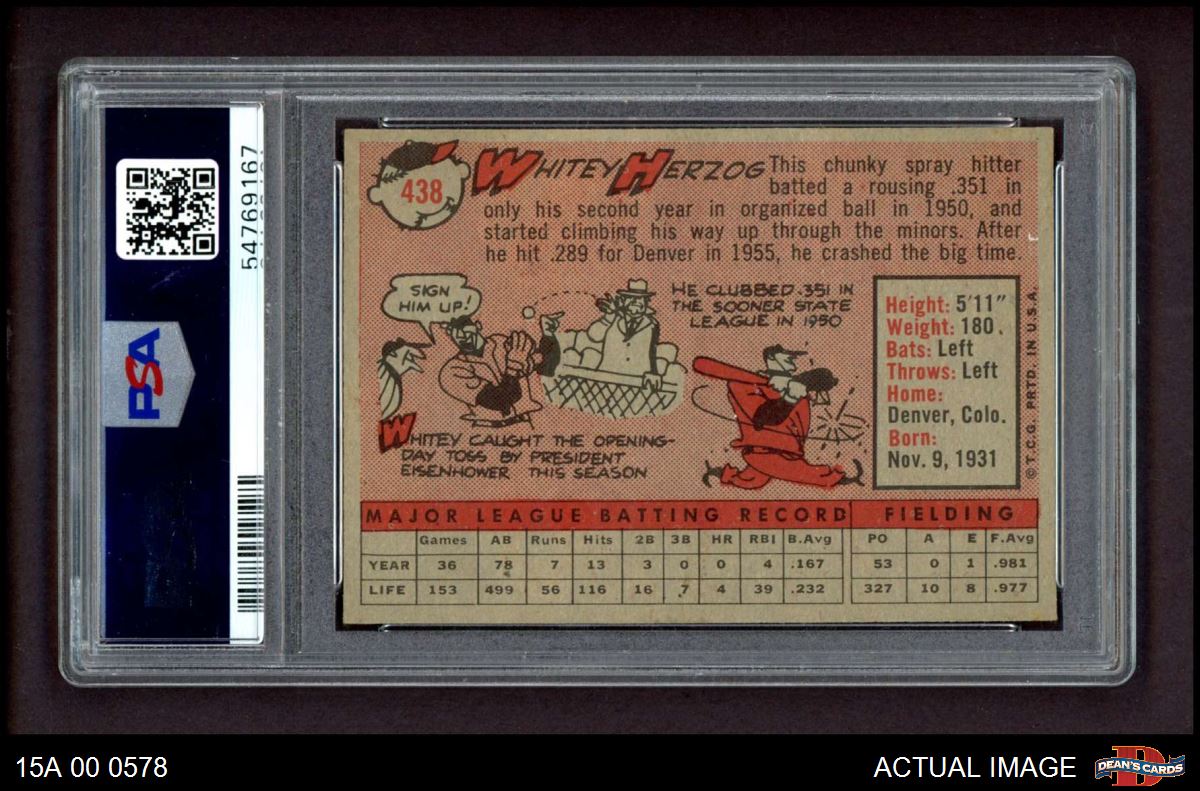 54769167
PSA
438
WHITEY HERZOG This chunky spray hitter
batted a rousing .351 in
only his second year in organized ball in 1950, and
started climbing his way up through the minors. After
he hit .289 for Denver in 1955, he crashed the big time.
SIGN
HIM UP!
HE CLUBBED .351 IN
THE SOONER STATE
LEAGUE IN 1950
WHITEY CAUGHT THE OPENING-
DAY TOSS BY PRESIDENT
EISENHOWER THIS SEASON
Height: 5'11"
Weight: 180
Bats: Left
Throws: Left
Home:
Denver, Colo.
Born:
Nov. 9, 1931
© T.C.G. PRTD. IN U.S.A.
MAJOR LEAGUE BATTING RECORD FIELDING
Games AB Runs Hits 2B 3B HR RBI B.Avg PO A E F.Avg
YEAR 36 78 7 13 3 0 0 4 .167 53 0 1 .981
LIFE 153 499 56 116 16 7 4 39 .232 327 10 8 .977
15A 00 0578
ACTUAL IMAGE
DEAN'S CARDS